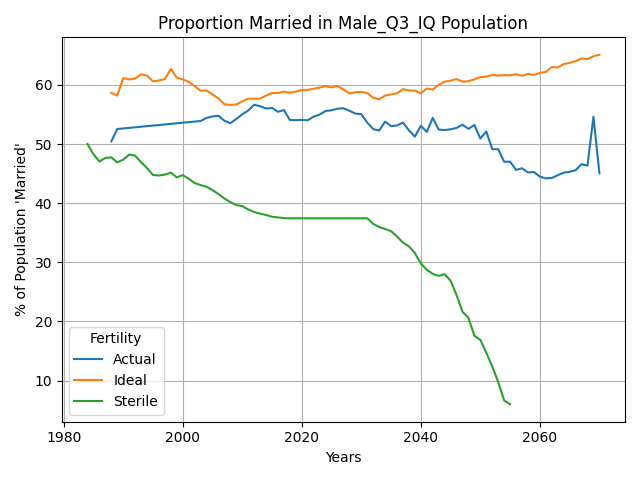 Proportion Married in Male_Q3_IQ Population
% of Population 'Married'
60
50
40
30
20
10
Fertility
Actual
Ideal
Sterile
1980
2000
2020
2040
2060
Years